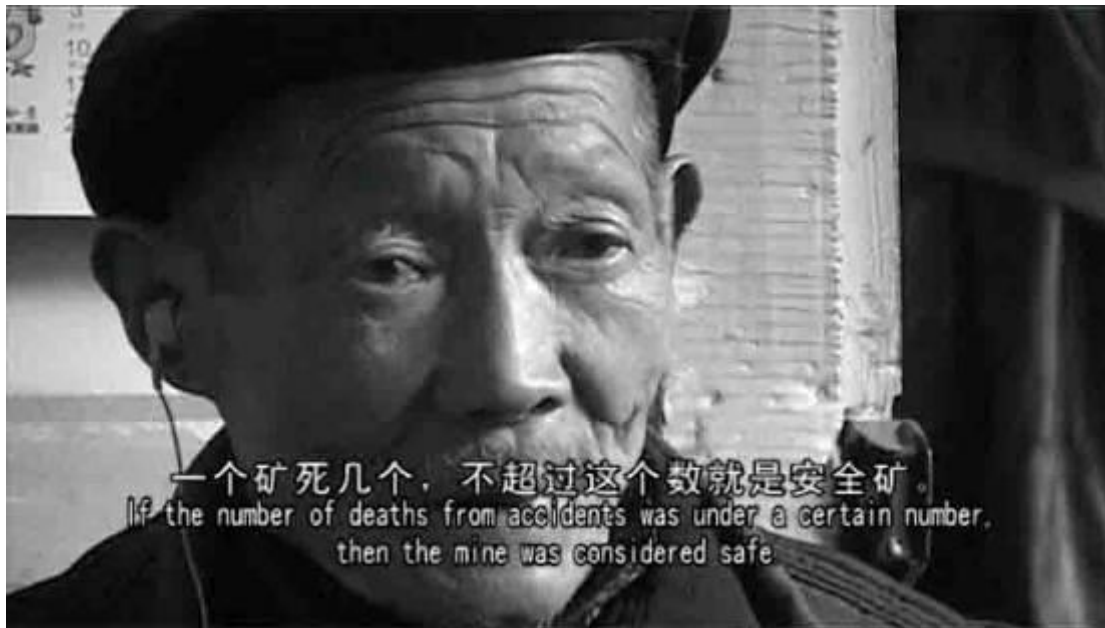 10
一个矿死几个，不超过这个数就是安全矿。
If the number of deaths from accidents was under a certain number,
then the mine was considered safe